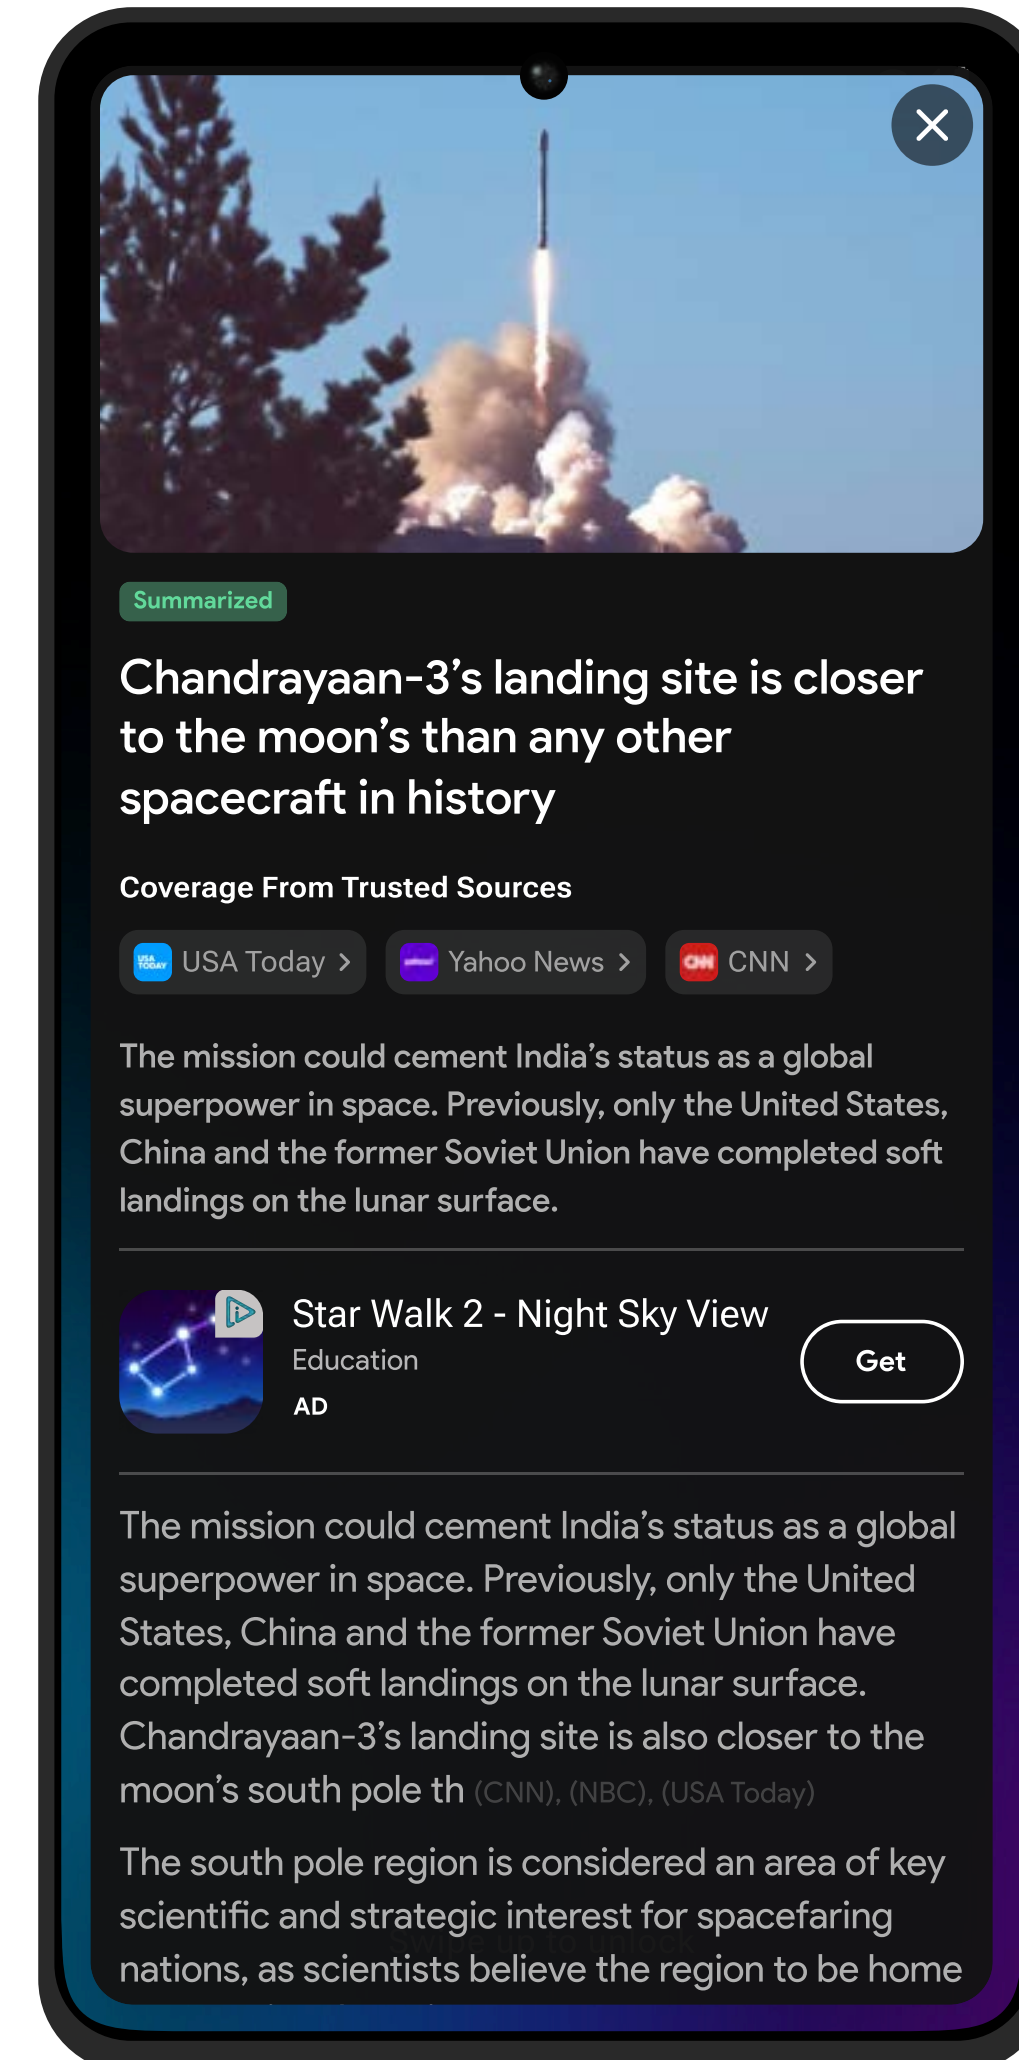 Summarized
Chandrayaan-3’s landing site is closer
to the moon’s than any other
spacecraft in history
Coverage From Trusted Sources
USA TODAY USA Today
Yahoo News
CNN CNN
The mission could cement India’s status as a global
superpower in space. Previously, only the United States,
China and the former Soviet Union have completed soft
landings on the lunar surface.
Star Walk 2 - Night Sky View
Education
Get
AD
The mission could cement India’s status as a global
superpower in space. Previously, only the United
States, China and the former Soviet Union have
completed soft landings on the lunar surface.
Chandrayaan-3’s landing site is also closer to the
moon’s south pole th (CNN), (NBC), (USA Today)
The south pole region is considered an area of key
scientific and strategic interest for spacefaring
Swipe up to unlock
nations, as scientists believe the region to be home